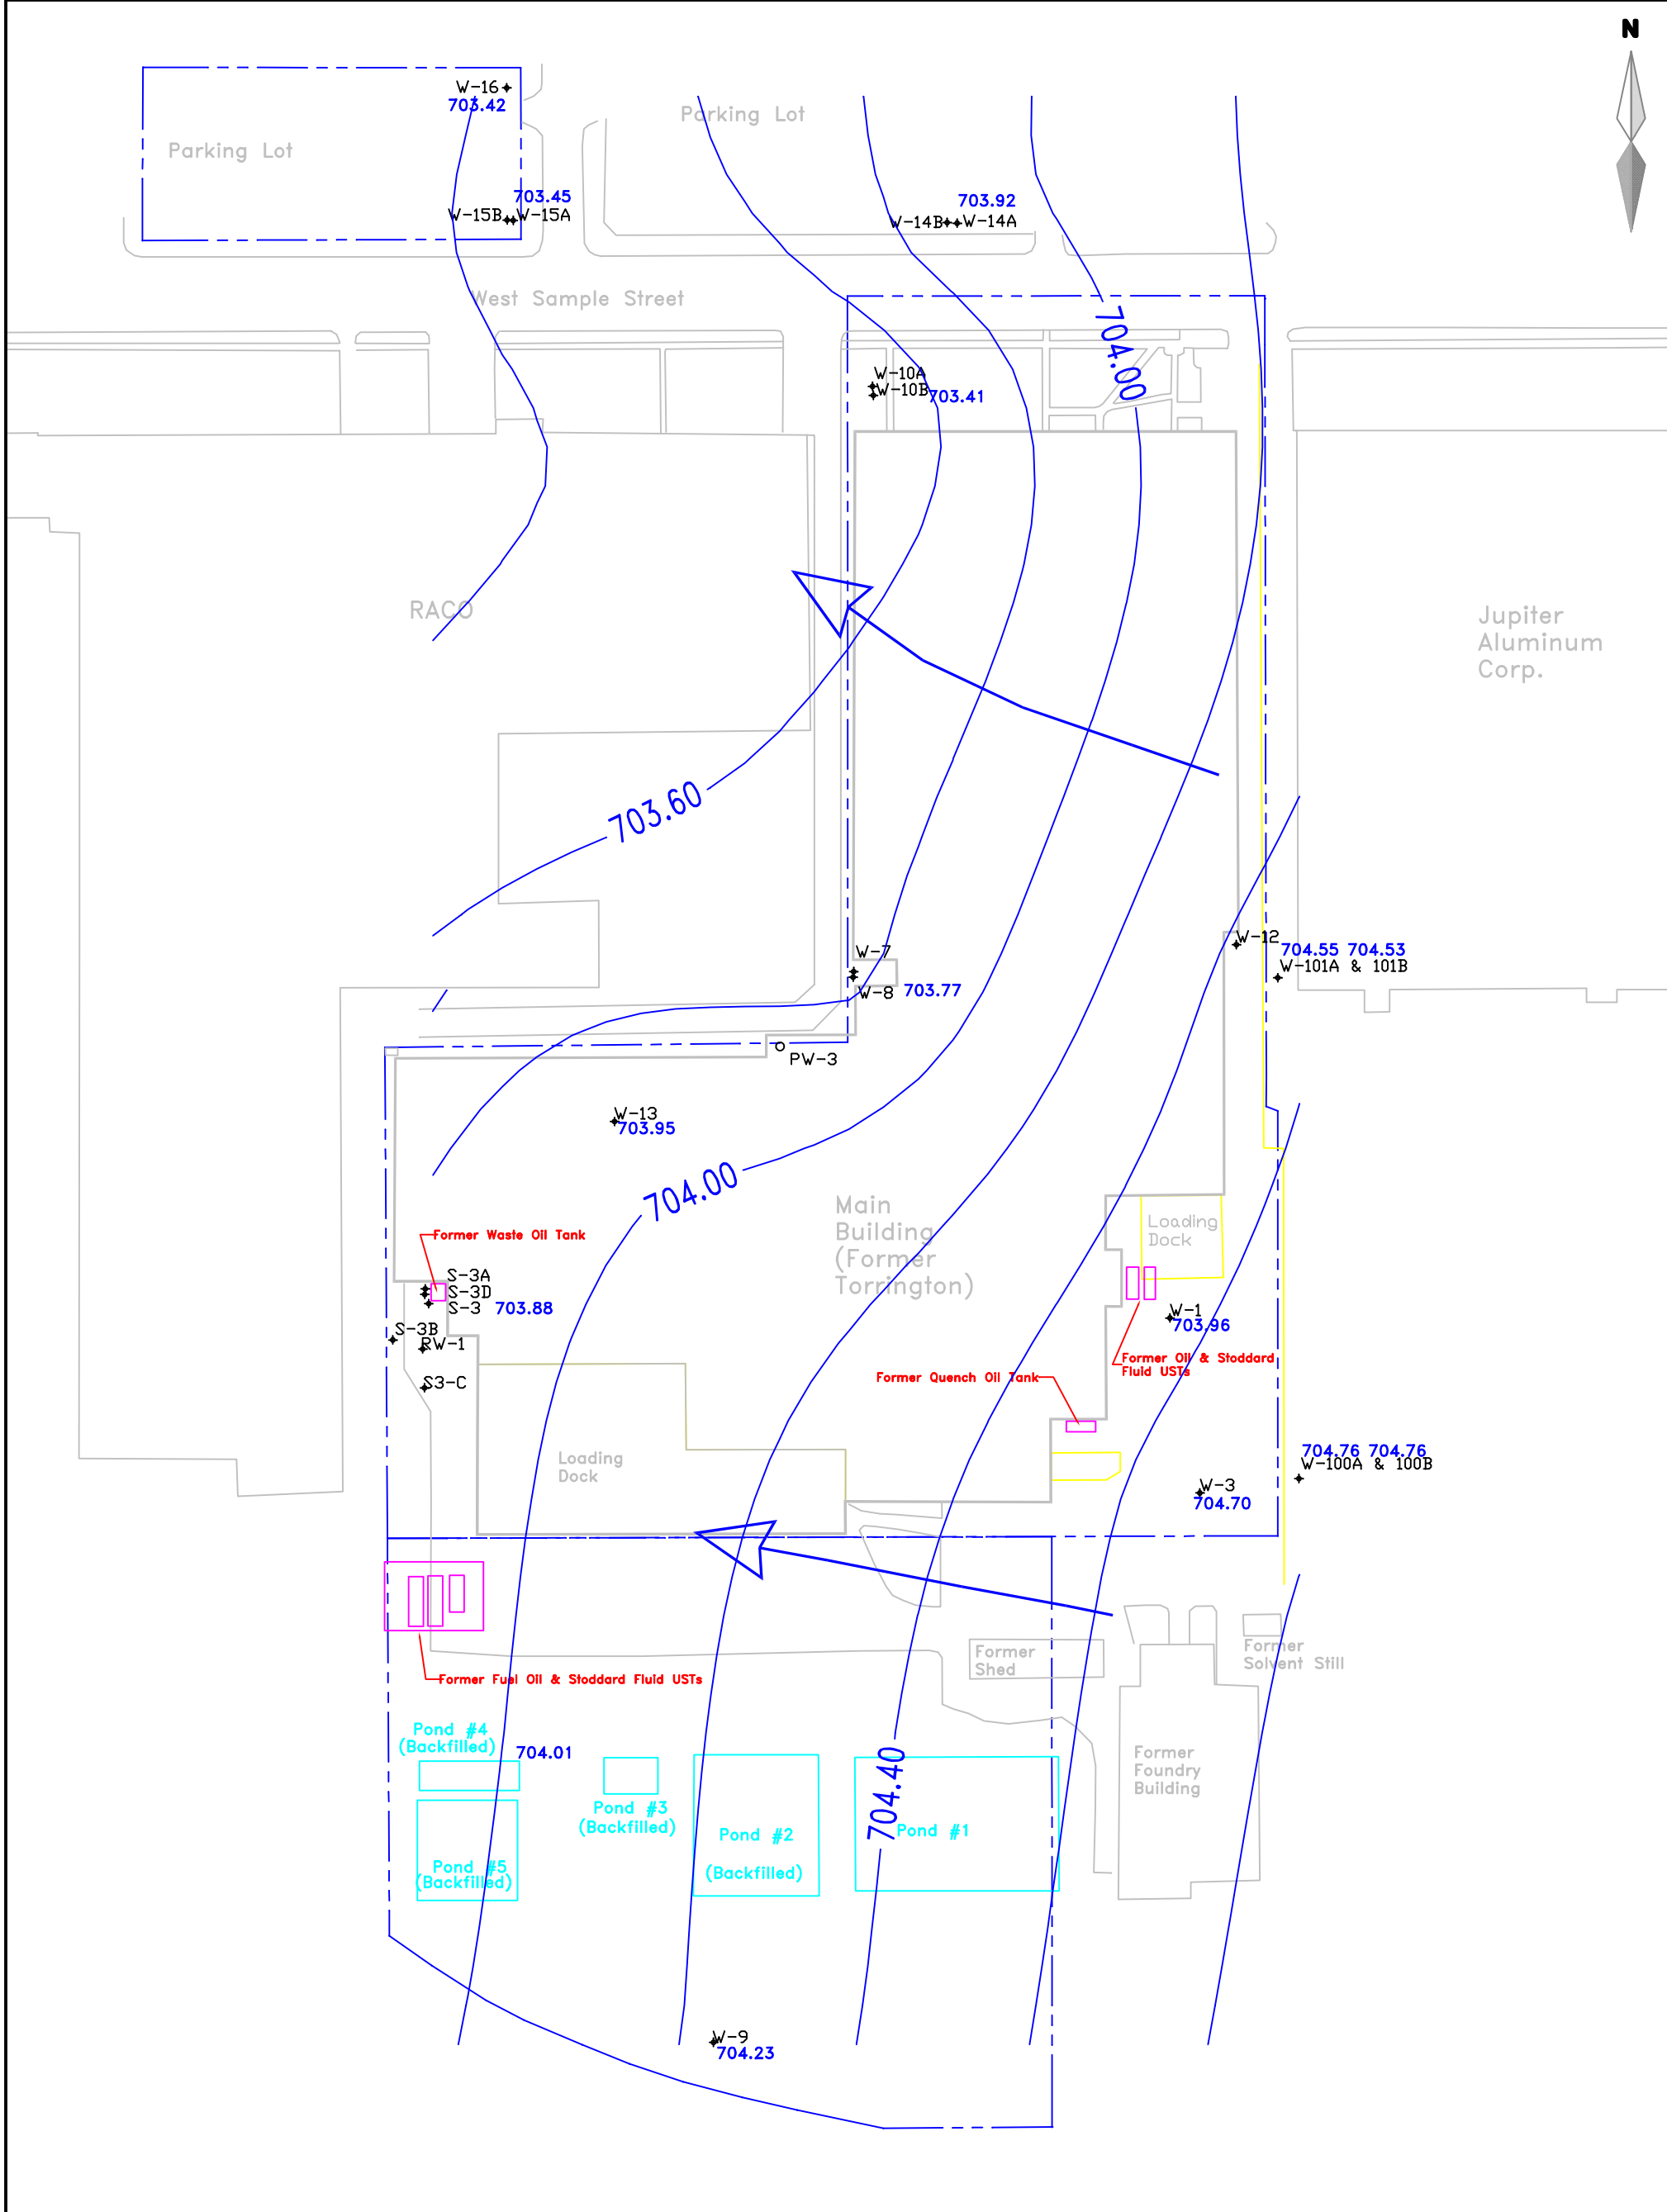 N
W-16
703.42
Parking Lot
Parking Lot
703.45
W-15B
W-15A
703.92
W-14B
W-14A
West Sample Street
704.00
W-10A
W-10B
703.41
RACO
Jupiter
Aluminum
Corp.
703.60
W-12
704.55 704.53
W-101A & 101B
W-7
W-8
703.77
PW-3
W-13
703.95
704.00
Main
Building
(Former
Torrington)
Loading
Dock
Former Waste Oil Tank
S-3A
S-3D
S-3
703.88
S-3B
RW-1
S3-C
W-1
703.96
Former Oil & Stoddard
Fluid USTs
Former Quench Oil Tank
Loading
Dock
704.76 704.76
W-100A & 100B
W-3
704.70
Former
Shed
Former
Solvent Still
Former Fuel Oil & Stoddard Fluid USTs
Pond #4
(Backfilled)
704.01
Pond #3
(Backfilled)
Pond #2
(Backfilled)
704.40
Pond #1
Former
Foundry
Building
Pond #5
(Backfilled)
W-9
704.23